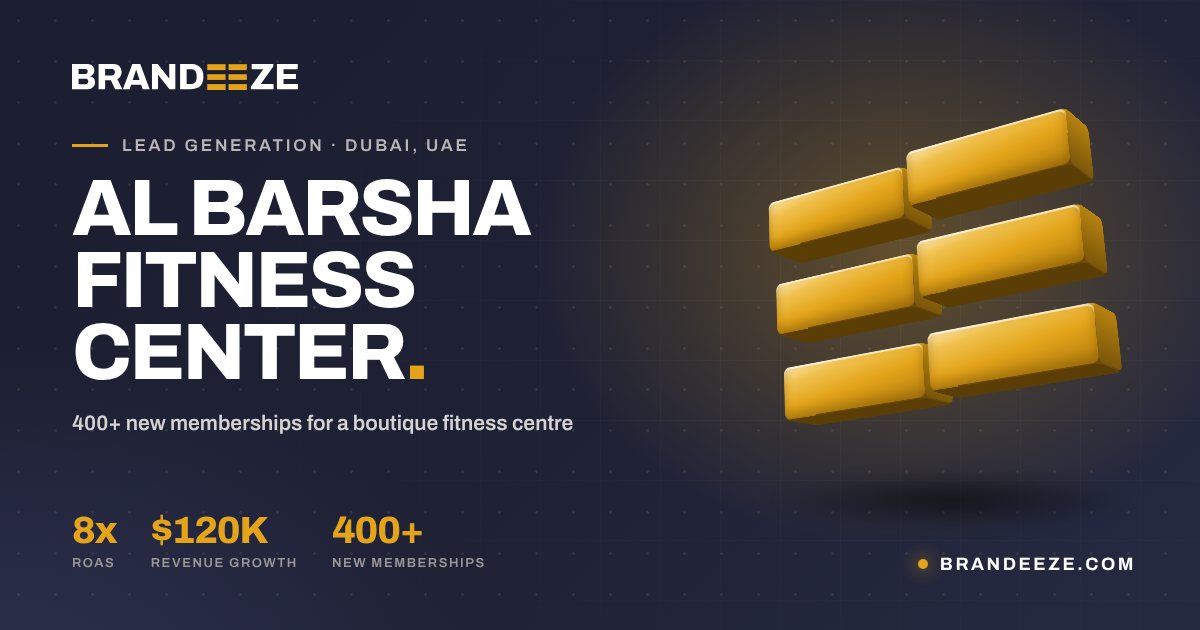 BRANDEEZE
LEAD GENERATION · DUBAI, UAE
AL BARSHA
FITNESS
CENTER.
400+ new memberships for a boutique fitness centre
8x $120K 400+
ROAS REVENUE GROWTH NEW MEMBERSHIPS
BRANDEEZE.COM